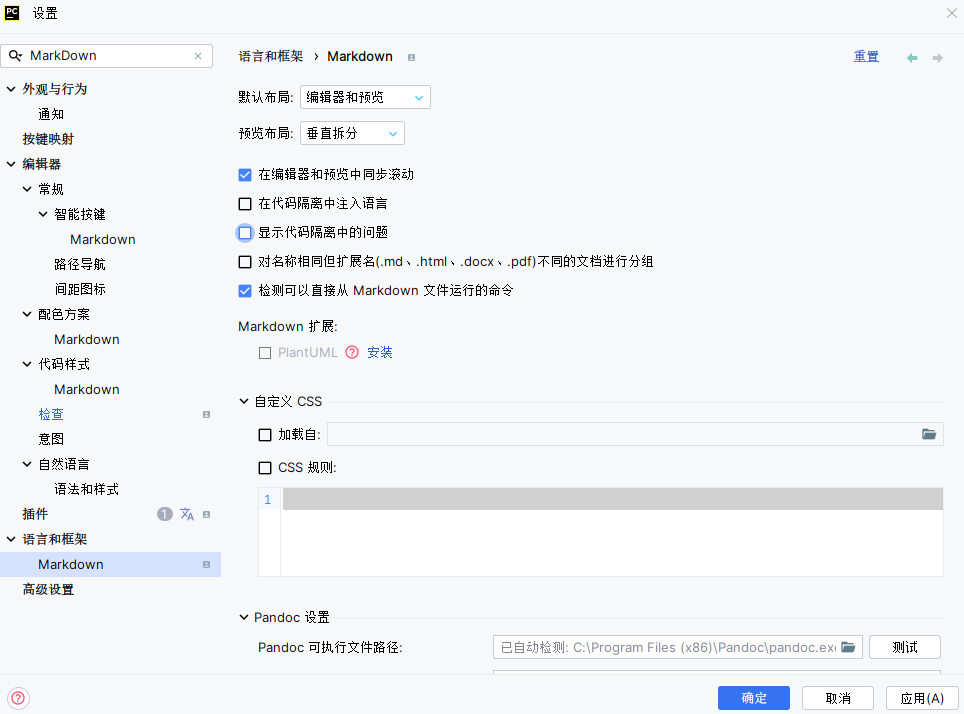 PC 设置
MarkDown
语言和框架 › Markdown
重置
外观与行为
通知
按键映射
编辑器
常规
智能按键
Markdown
路径导航
间距图标
配色方案
Markdown
代码样式
Markdown
检查
意图
自然语言
语法和样式
插件 1
语言和框架
Markdown
高级设置
默认布局: 编辑器和预览
预览布局: 垂直拆分
在编辑器和预览中同步滚动
在代码隔离中注入语言
显示代码隔离中的问题
对名称相同但扩展名(.md、.html、.docx、.pdf)不同的文档进行分组
检测可以直接从 Markdown 文件运行的命令
Markdown 扩展:
PlantUML ? 安装
自定义 CSS
加载自:
CSS 规则:
1
Pandoc 设置
Pandoc 可执行文件路径: 已自动检测: C:\Program Files (x86)\Pandoc\pandoc.exe 测试
? 确定 取消 应用(A)